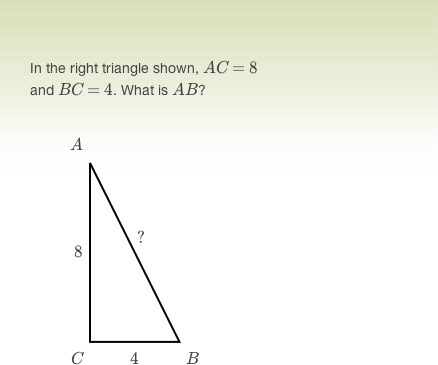 In the right triangle shown, AC = 8
and BC = 4. What is AB?
A
?
8
C
4
B